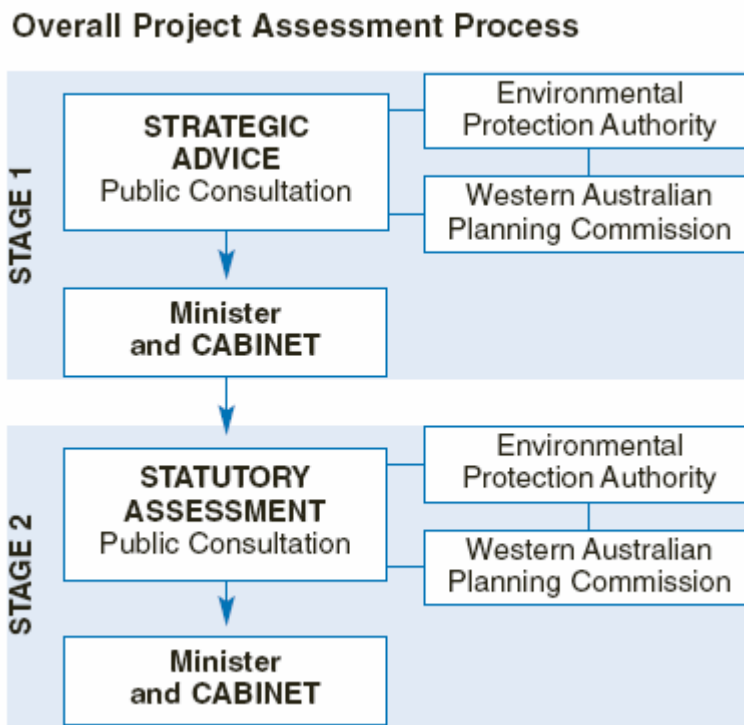 Overall Project Assessment Process
STAGE 1
STRATEGIC
ADVICE
Public Consultation
Environmental
Protection Authority
Western Australian
Planning Commission
Minister
and CABINET
STAGE 2
STATUTORY
ASSESSMENT
Public Consultation
Environmental
Protection Authority
Western Australian
Planning Commission
Minister
and CABINET